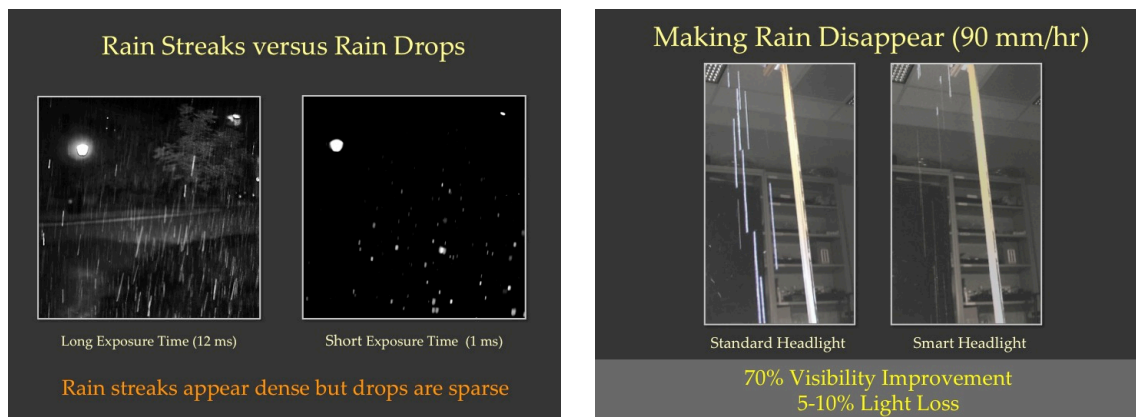 Rain Streaks versus Rain Drops
Long Exposure Time (12 ms)
Short Exposure Time (1 ms)
Rain streaks appear dense but drops are sparse
Making Rain Disappear (90 mm/hr)
Standard Headlight
Smart Headlight
70% Visibility Improvement
5-10% Light Loss